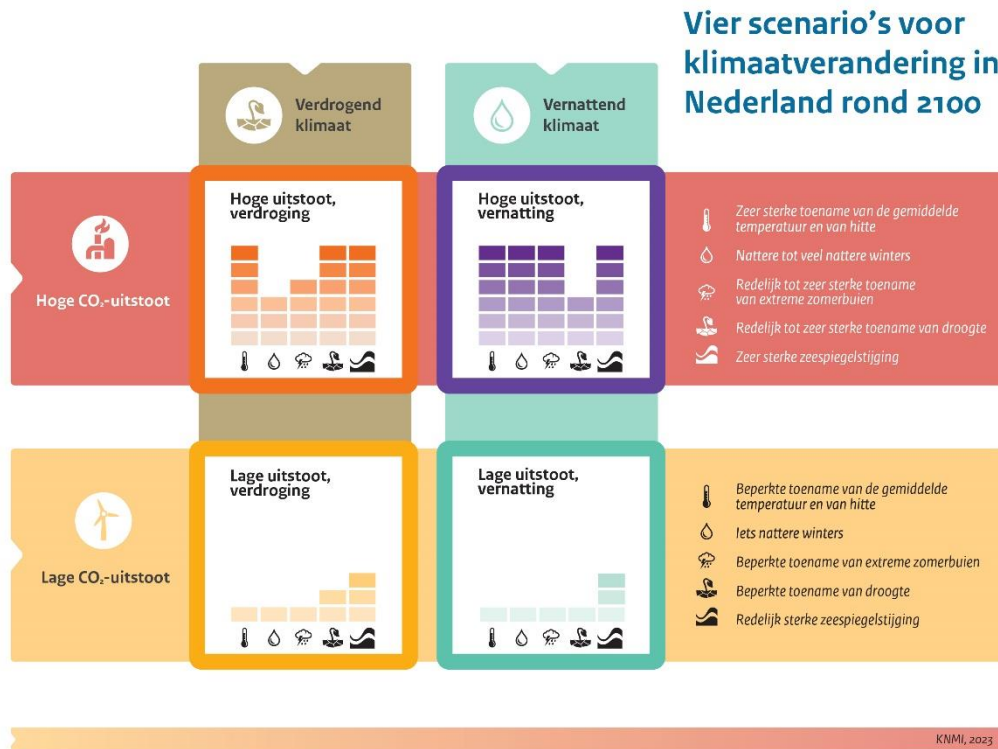 Vier scenario's voor
klimaatverandering in
Nederland rond 2100
Verdrogend
klimaat
Vernattend
klimaat
Hoge CO₂-uitstoot
Hoge uitstoot,
verdroging
Hoge uitstoot,
vernatting
Zeer sterke toename van de gemiddelde
temperatuur en van hitte
Nattere tot veel nattere winters
Redelijk tot zeer sterke toename
van extreme zomerbuien
Redelijk tot zeer sterke toename van droogte
Zeer sterke zeespiegelstijging
Lage CO₂-uitstoot
Lage uitstoot,
verdroging
Lage uitstoot,
vernatting
Beperkte toename van de gemiddelde
temperatuur en van hitte
Iets nattere winters
Beperkte toename van extreme zomerbuien
Beperkte toename van droogte
Redelijk sterke zeespiegelstijging
KNMI, 2023